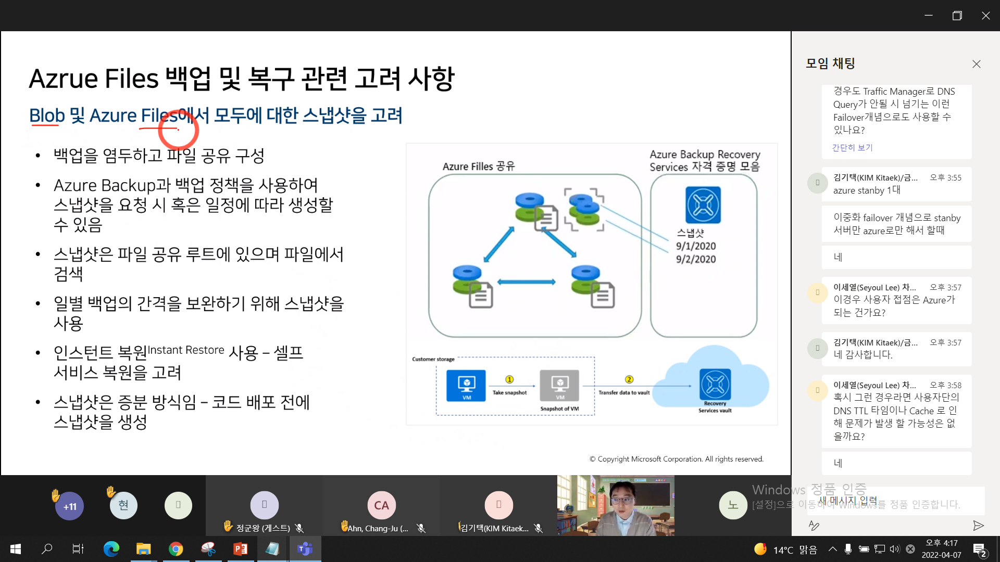 Azrue Files 백업 및 복구 관련 고려 사항
Blob 및 Azure Files에서 모두에 대한 스냅샷을 고려
• 백업을 염두하고 파일 공유 구성
• Azure Backup과 백업 정책을 사용하여
스냅샷을 요청 시 혹은 일정에 따라 생성할
수 있음
• 스냅샷은 파일 공유 루트에 있으며 파일에서
검색
• 일별 백업의 간격을 보완하기 위해 스냅샷을
사용
• 인스턴트 복원Instant Restore 사용 – 셀프
서비스 복원을 고려
• 스냅샷은 증분 방식임 – 코드 배포 전에
스냅샷을 생성
Azure Filles 공유
Azure Backup Recovery
Services 자격 증명 모음
스냅샷
9/1/2020
9/2/2020
Customer storage
VM
1
Take snapshot
VM
Snapshot of VM
2
Transfer data to vault
Recovery
Services vault
© Copyright Microsoft Corporation. All rights reserved.
모임 채팅
경우도 Traffic Manager로 DNS
Query가 안될 시 넘기는 이런
Failover개념으로도 사용할 수
있나요?
간단히 보기
김기택(KIM Kitaek)/금... 오후 3:55
azure stanby 1대
이중화 failover 개념으로 stanby
서버만 azure로만 해서 할때
네
이세열(Seyoul Lee) 차... 오후 3:57
이경우 사용자 접점은 Azure가
되는 건가요?
김기택(KIM Kitaek)/금... 오후 3:57
네 감사합니다.
이세열(Seyoul Lee) 차... 오후 3:58
혹시 그런 경우라면 사용자단의
DNS TTL 타임이나 Cache 로 인
해 문제가 발생 할 가능성은 없
을까요?
네
Windows 정품 인증
[설정]으로 이동하여 Windows를 정품 인증합니다.
새 메시지 입력
+11
현
정군왕 (게스트)
CA
Ahn, Chang-Ju (...
김기택(KIM Kitaek...
노
14°C 맑음
오후 4:17
2022-04-07
2